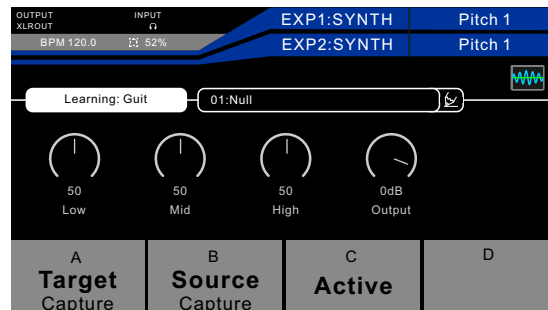 OUTPUT
XLROUT
INPUT
BPM 120.0
52%
EXP1:SYNTH Pitch 1
EXP2:SYNTH Pitch 1
Learning: Guit
01:Null
50 50 50 0dB
Low Mid High Output
A B C D
Target Source Active
Capture Capture